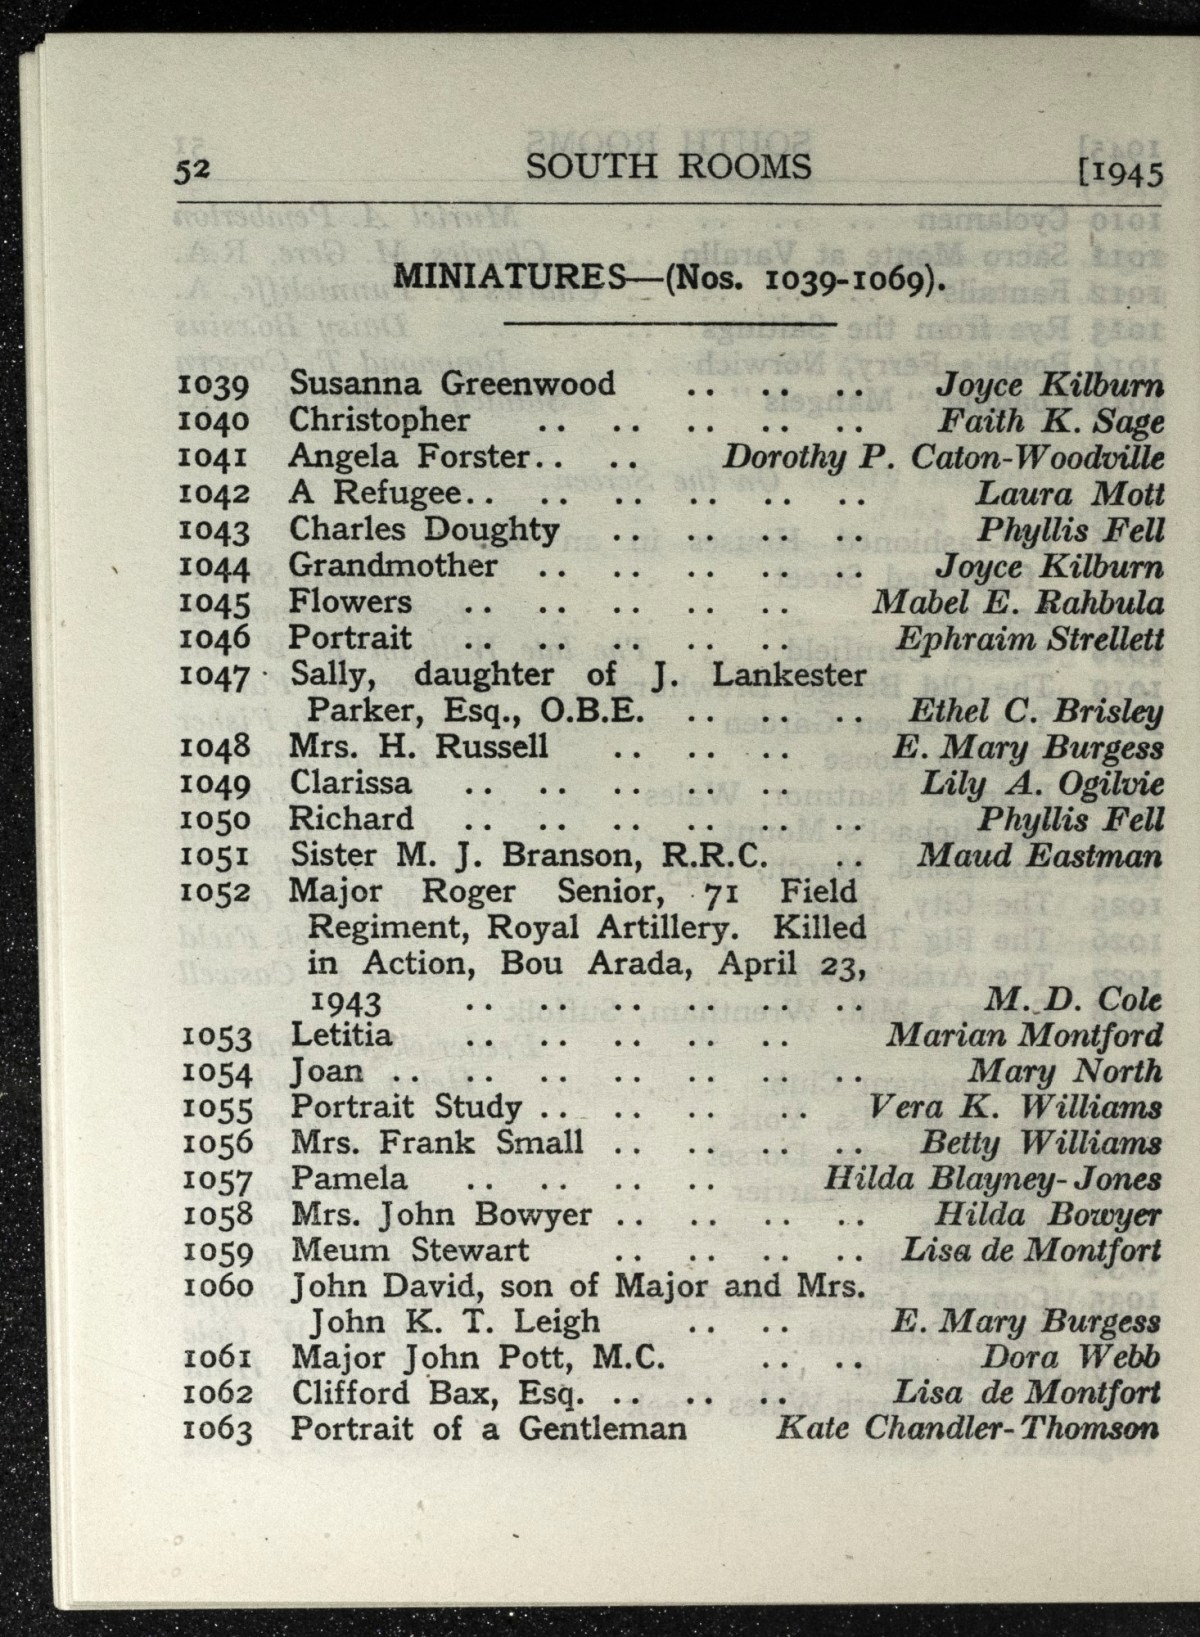 52 SOUTH ROOMS [1945
MINIATURES—(Nos. 1039-1069).
1039 Susanna Greenwood .. .. .. Joyce Kilburn
1040 Christopher .. .. .. .. .. Faith K. Sage
1041 Angela Forster.. .. Dorothy P. Caton-Woodville
1042 A Refugee.. .. .. .. .. .. Laura Mott
1043 Charles Doughty .. .. .. .. Phyllis Fell
1044 Grandmother .. .. .. .. .. Joyce Kilburn
1045 Flowers .. .. .. .. .. Mabel E. Rahbula
1046 Portrait .. .. .. .. .. Ephraim Strellett
1047 Sally, daughter of J. Lankester
Parker, Esq., O.B.E. .. .. .. Ethel C. Brisley
1048 Mrs. H. Russell .. .. .. E. Mary Burgess
1049 Clarissa .. .. .. .. .. Lily A. Ogilvie
1050 Richard .. .. .. .. .. .. Phyllis Fell
1051 Sister M. J. Branson, R.R.C. .. Maud Eastman
1052 Major Roger Senior, 71 Field
Regiment, Royal Artillery. Killed
in Action, Bou Arada, April 23,
1943 .. .. .. .. .. .. M. D. Cole
1053 Letitia .. .. .. .. .. Marian Montford
1054 Joan .. .. .. .. .. .. .. Mary North
1055 Portrait Study .. .. .. .. Vera K. Williams
1056 Mrs. Frank Small .. .. .. .. Betty Williams
1057 Pamela .. .. .. .. Hilda Blayney-Jones
1058 Mrs. John Bowyer .. .. .. .. Hilda Bowyer
1059 Meum Stewart .. .. .. .. Lisa de Montfort
1060 John David, son of Major and Mrs.
John K. T. Leigh .. .. E. Mary Burgess
1061 Major John Pott, M.C. .. .. Dora Webb
1062 Clifford Bax, Esq. .. .. .. Lisa de Montfort
1063 Portrait of a Gentleman Kate Chandler-Thomson